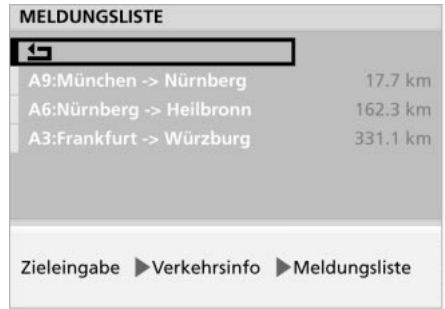 MELDUNGSLISTE
A9:München -> Nürnberg 17.7 km
A6:Nürnberg -> Heilbronn 162.3 km
A3:Frankfurt -> Würzburg 331.1 km
Zieleingabe ▶Verkehrsinfo ▶Meldungsliste